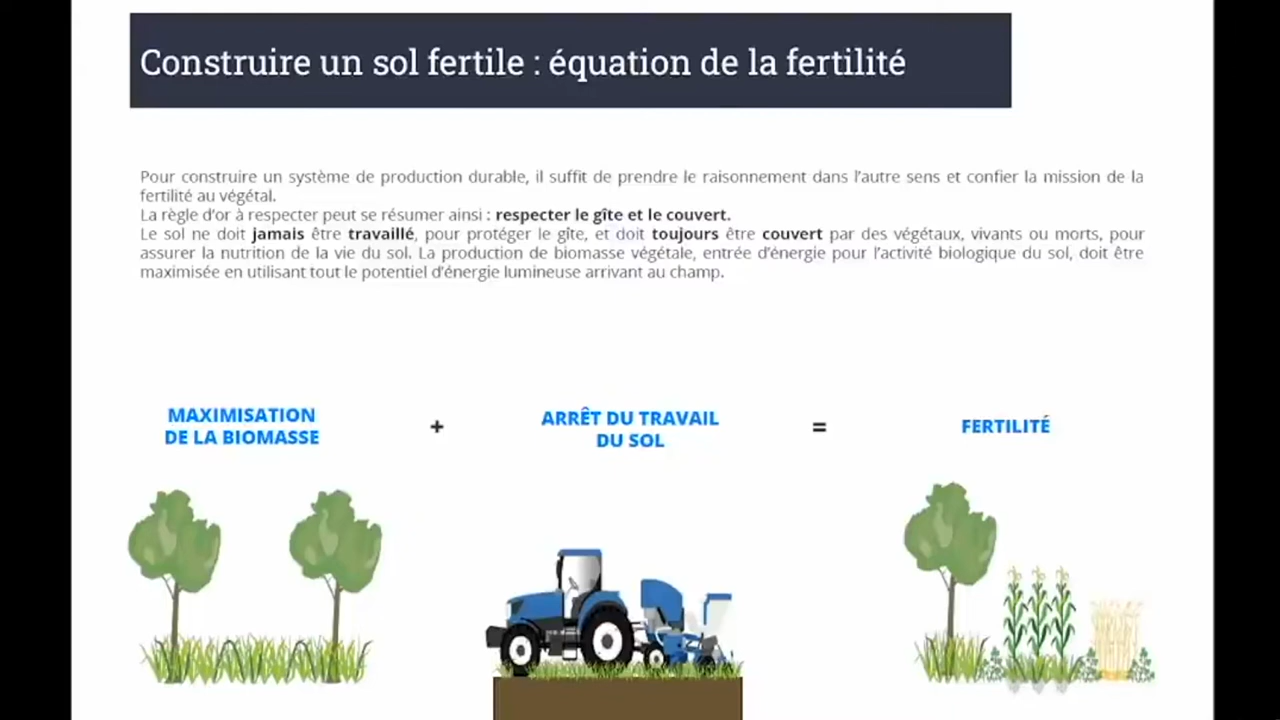 Construire un sol fertile : équation de la fertilité
Pour construire un système de production durable, il suffit de prendre le raisonnement dans l'autre sens et confier la mission de la
fertilité au végétal.
La règle d'or à respecter peut se résumer ainsi : respecter le gîte et le couvert.
Le sol ne doit jamais être travaillé, pour protéger le gîte, et doit toujours être couvert par des végétaux, vivants ou morts, pour
assurer la nutrition de la vie du sol. La production de biomasse végétale, entrée d'énergie pour l'activité biologique du sol, doit être
maximisée en utilisant tout le potentiel d'énergie lumineuse arrivant au champ.
MAXIMISATION
DE LA BIOMASSE
+
ARRÊT DU TRAVAIL
DU SOL
=
FERTILITÉ